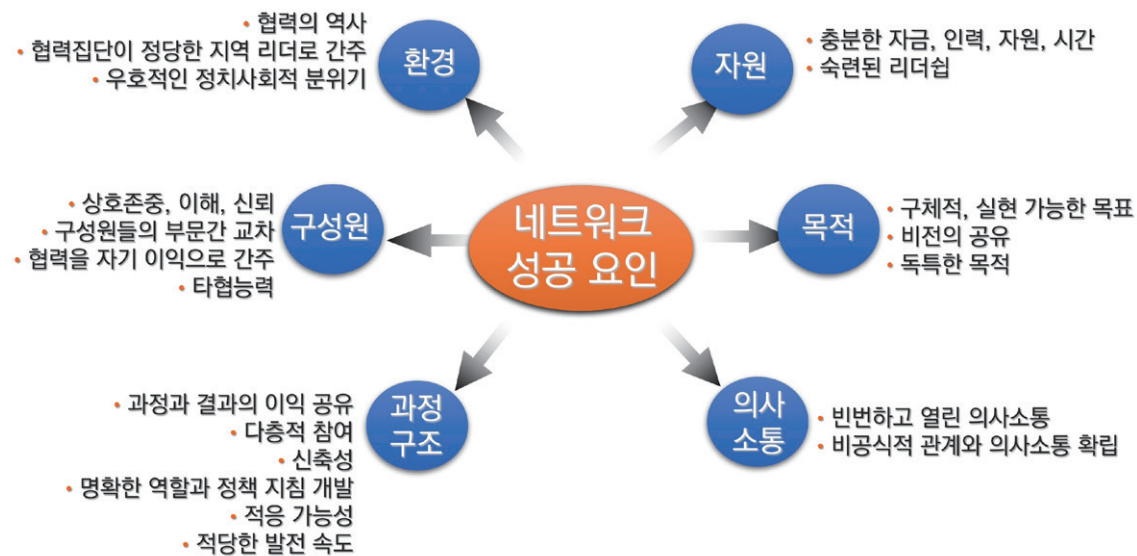 네트워크
성공 요인
환경
• 협력의 역사
• 협력집단이 정당한 지역 리더로 간주
• 우호적인 정치사회적 분위기
자원
• 충분한 자금, 인력, 자원, 시간
• 숙련된 리더쉽
구성원
• 상호존중, 이해, 신뢰
• 구성원들의 부문간 교차
• 협력을 자기 이익으로 간주
• 타협능력
목적
• 구체적, 실현 가능한 목표
• 비전의 공유
• 독특한 목적
과정
구조
• 과정과 결과의 이익 공유
• 다층적 참여
• 신축성
• 명확한 역할과 정책 지침 개발
• 적응 가능성
• 적당한 발전 속도
의사
소통
• 빈번하고 열린 의사소통
• 비공식적 관계와 의사소통 확립